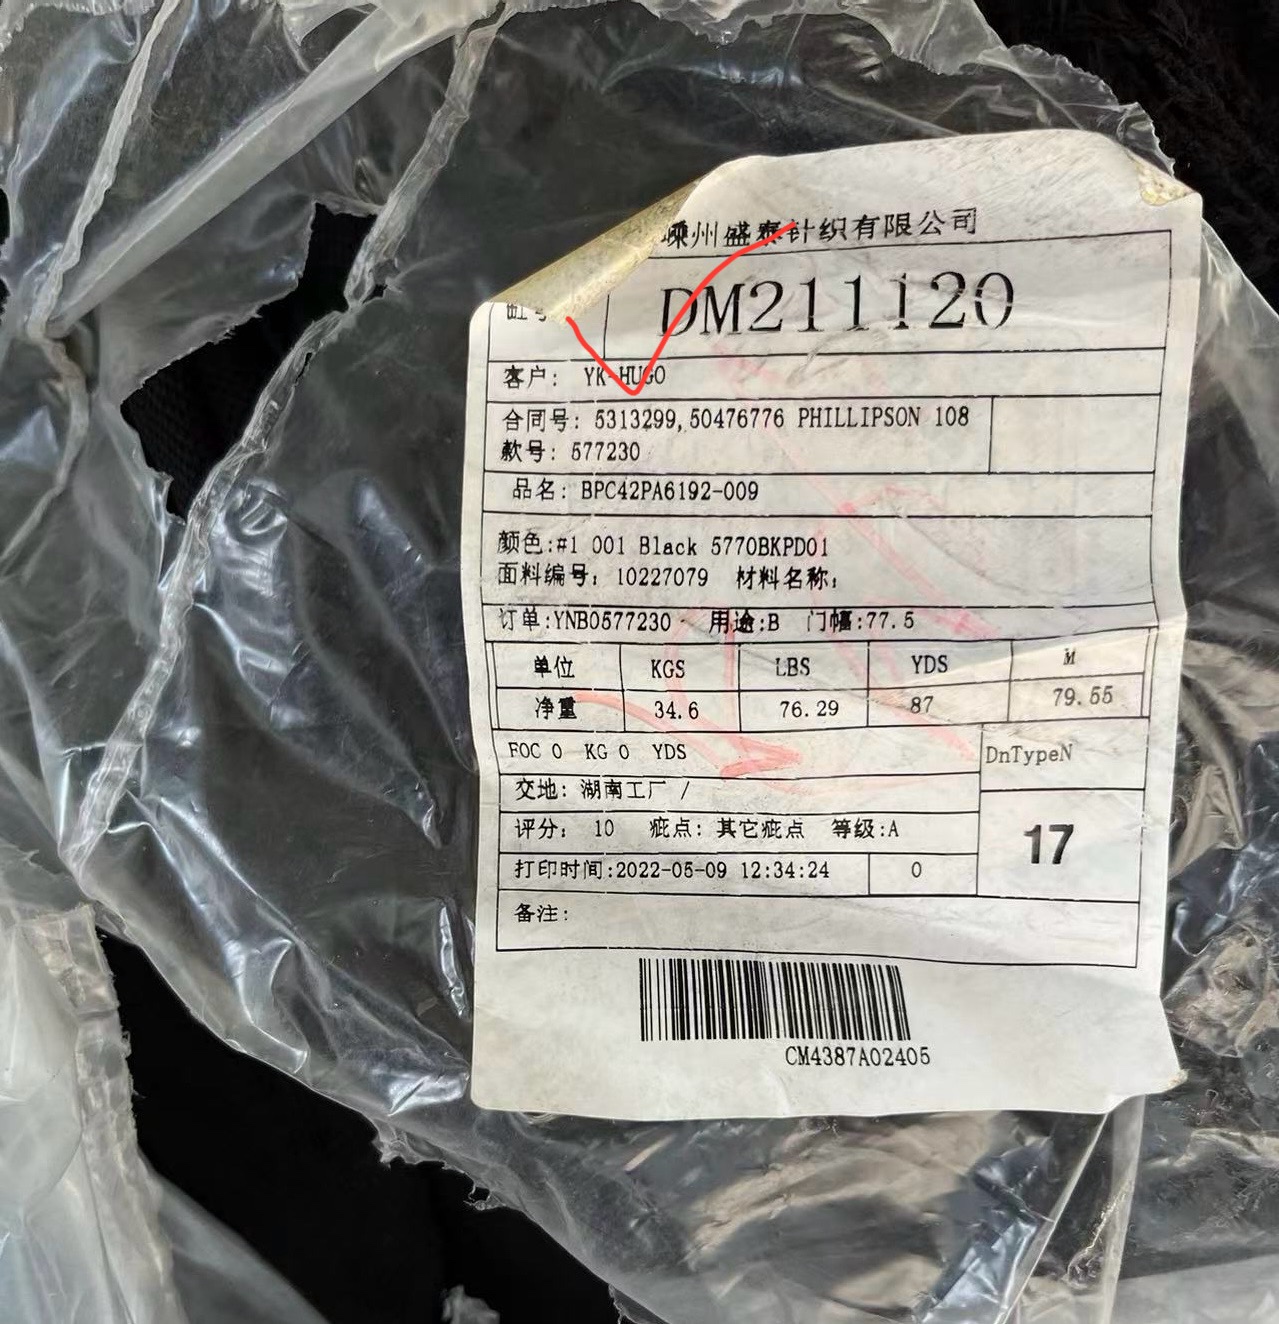 嵊州盛泰针织有限公司
缸号 DM211120
客户: YK-HUGO
合同号: 5313299,50476776 PHILLIPSON 108
款号: 577230
品名: BPC42PA6192-009
颜色:#1 001 Black 5770BKPD01
面料编号: 10227079 材料名称:
订单:YNB0577230 用途:B 门幅:77.5
单位 KGS LBS YDS M
净重 34.6 76.29 87 79.55
FOC 0 KG 0 YDS
DnTypeN
交地: 湖南工厂 /
评分: 10 疵点: 其它疵点 等级:A
17
打印时间:2022-05-09 12:34:24 0
备注:
CM4387A02405